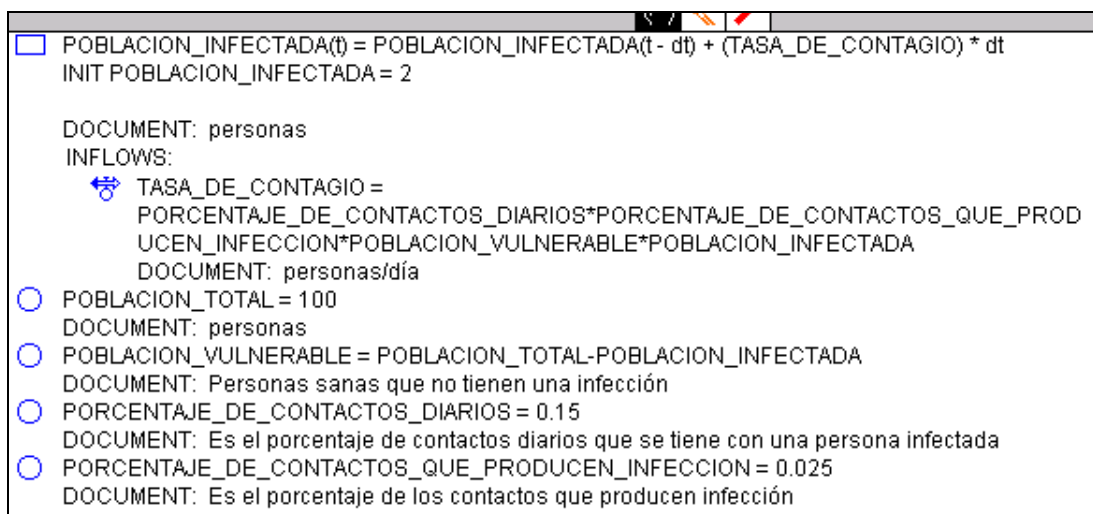 POBLACION_INFECTADA(t) = POBLACION_INFECTADA(t - dt) + (TASA_DE_CONTAGIO) * dt
INIT POBLACION_INFECTADA = 2
DOCUMENT: personas
INFLOWS:
TASA_DE_CONTAGIO =
PORCENTAJE_DE_CONTACTOS_DIARIOS*PORCENTAJE_DE_CONTACTOS_QUE_PROD
UCEN_INFECCION*POBLACION_VULNERABLE*POBLACION_INFECTADA
DOCUMENT: personas/día
POBLACION_TOTAL = 100
DOCUMENT: personas
POBLACION_VULNERABLE = POBLACION_TOTAL-POBLACION_INFECTADA
DOCUMENT: Personas sanas que no tienen una infección
PORCENTAJE_DE_CONTACTOS_DIARIOS = 0.15
DOCUMENT: Es el porcentaje de contactos diarios que se tiene con una persona infectada
PORCENTAJE_DE_CONTACTOS_QUE_PRODUCEN_INFECCION = 0.025
DOCUMENT: Es el porcentaje de los contactos que producen infección